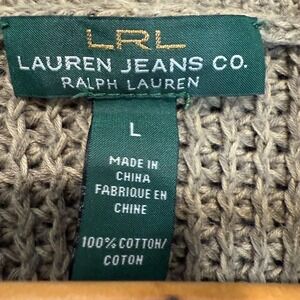 LRL
LAUREN JEANS CO.
RALPH LAUREN
L
MADE IN
CHINA
FABRIQUE EN
CHINE
100% COTTON/
COTON